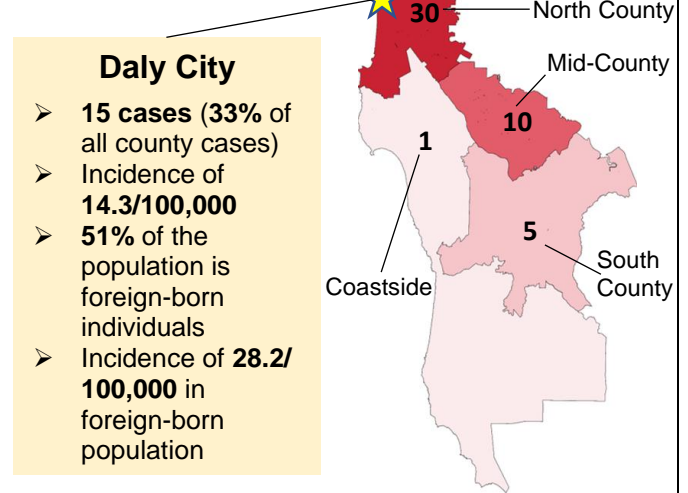 Daly City
➢ 15 cases (33% of
all county cases)
➢ Incidence of
14.3/100,000
➢ 51% of the
population is
foreign-born
individuals
➢ Incidence of 28.2/
100,000 in
foreign-born
population
30
North County
Mid-County
10
1
5
South
County
Coastside